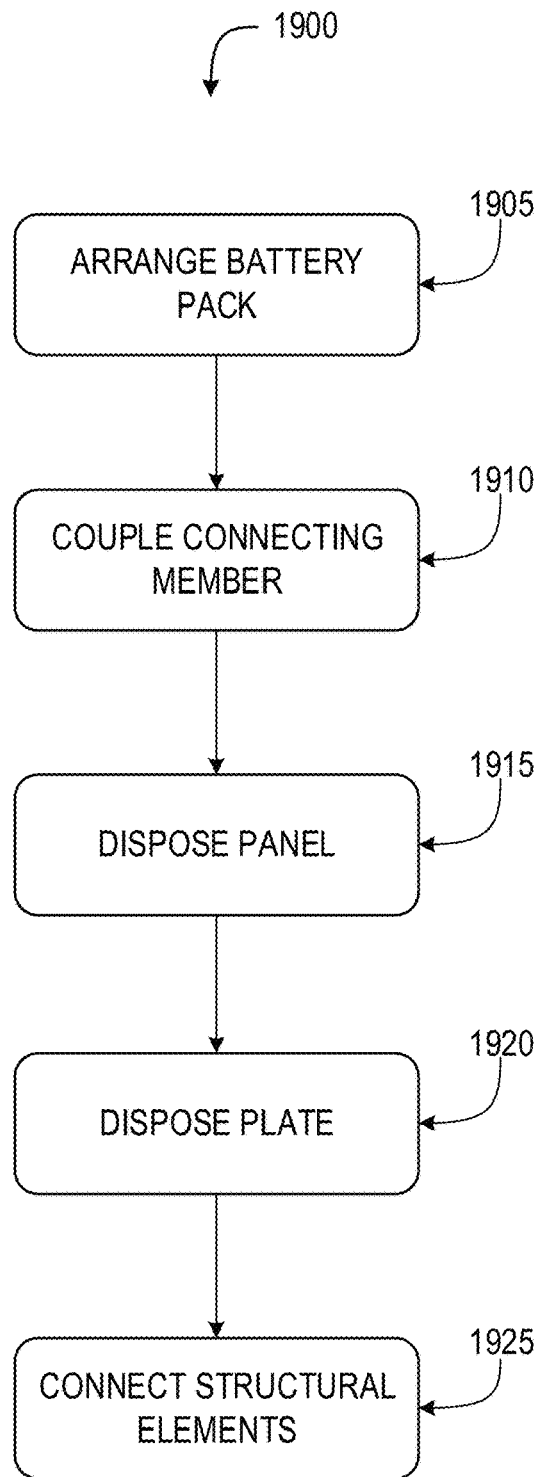 1900
1905
ARRANGE BATTERY
PACK
1910
COUPLE CONNECTING
MEMBER
1915
DISPOSE PANEL
1920
DISPOSE PLATE
1925
CONNECT STRUCTURAL
ELEMENTS